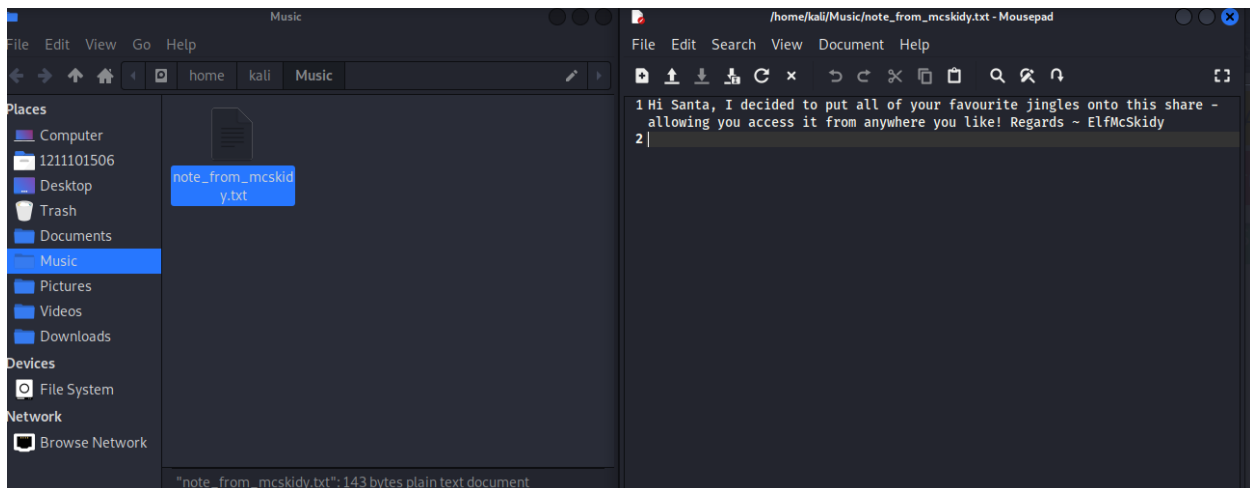 Music
File Edit View Go Help
home kali Music
Places
Computer
1211101506
Desktop
Trash
Documents
Music
Pictures
Videos
Downloads
Devices
File System
Network
Browse Network
note_from_mcskid
y.txt
"note_from_mcskidy.txt": 143 bytes plain text document
/home/kali/Music/note_from_mcskidy.txt - Mousepad
File Edit Search View Document Help
1 Hi Santa, I decided to put all of your favourite jingles onto this share -
allowing you access it from anywhere you like! Regards ~ ElfMcSkidy
2